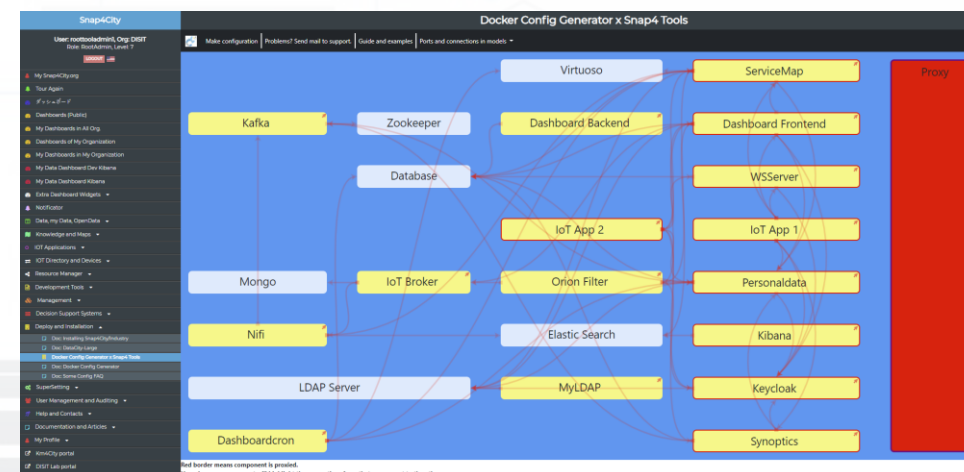 Snap4City
Docker Config Generator x Snap4 Tools
User: roottooladmin1, Org: DISIT
Role: RootAdmin, Level: 7
LOGOUT
Make configuration
Problems? Send mail to support
Guide and examples
Ports and connections in models
My Snap4City.org
Tour Again
Dashboards (Public)
My Dashboards in All Org.
Dashboards of My Organization
My Dashboards in My Organization
My Data Dashboard Dev Kibana
My Data Dashboard Kibana
Extra Dashboard Widgets
Notificator
Data, my Data, OpenData
Knowledge and Maps
IOT Applications
IOT Directory and Devices
Resource Manager
Development Tools
Management
Decision Support Systems
Deploy and Installation
Doc: Installing Snap4City/Industry
Doc: DataCity-Large
Docker Config Generator x Snap4 Tools
Doc: Docker Config Generator
Doc: Some Config FAQ
SuperSetting
User Management and Auditing
Help and Contacts
Documentation and Articles
My Profile
Km4City portal
DISIT Lab portal
Virtuoso
ServiceMap
Proxy
Kafka
Zookeeper
Dashboard Backend
Dashboard Frontend
Database
WSServer
IoT App 2
IoT App 1
Mongo
IoT Broker
Orion Filter
Personaldata
Nifi
Elastic Search
Kibana
LDAP Server
MyLDAP
Keycloak
Dashboardcron
Synoptics
Red border means component is proxied.